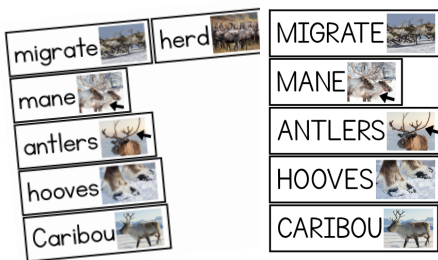 migrate herd
mane
antlers
hooves
Caribou
MIGRATE
MANE
ANTLERS
HOOVES
CARIBOU